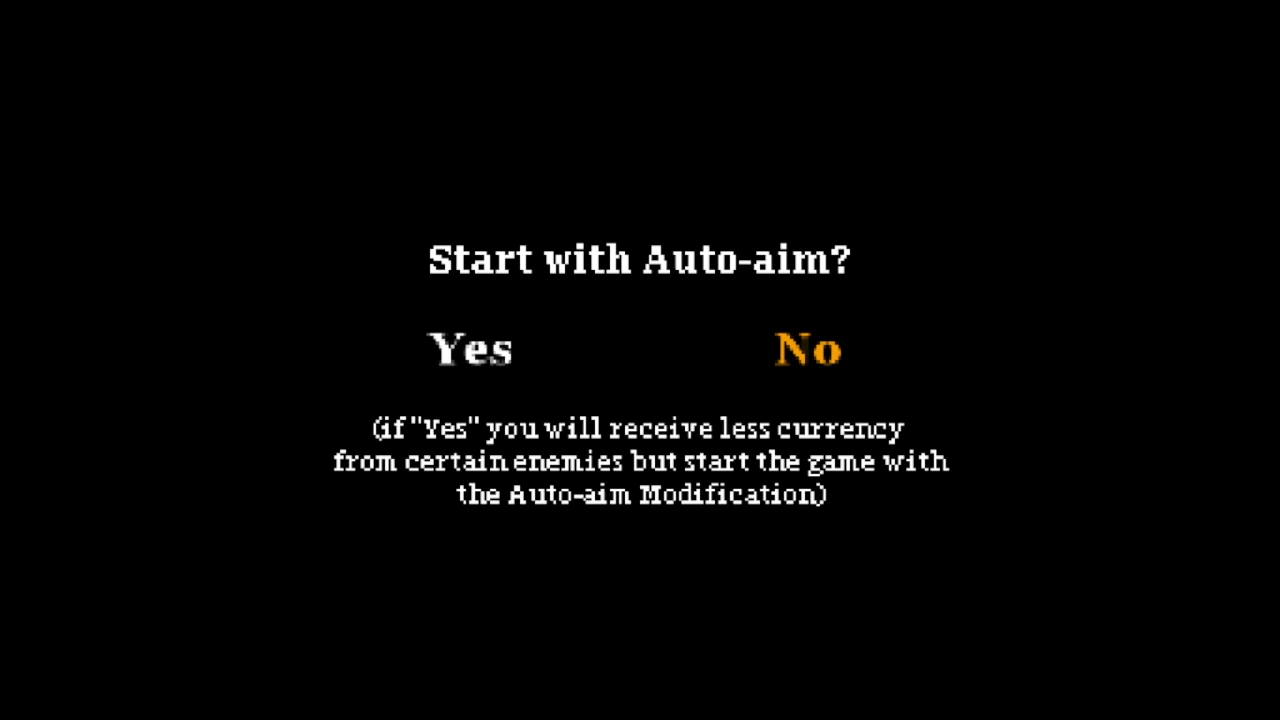 Start with Auto-aim?
Yes No
(if "Yes" you will receive less currency
from certain enemies but start the game with
the Auto-aim Modification)